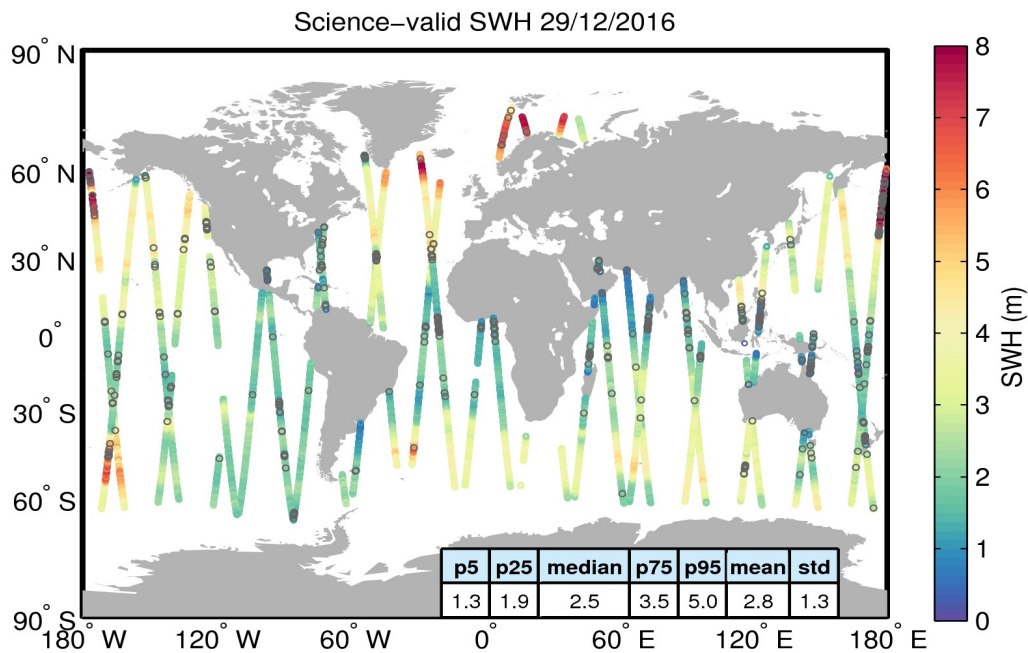 Science−valid SWH 29/12/2016
90° N
60° N
30° N
0°
30° S
60° S
90° S
180° W
120° W
60° W
0°
60° E
120° E
180° E
p5 p25 median p75 p95 mean std
1.3 1.9 2.5 3.5 5.0 2.8 1.3
8
7
6
5
4
3
2
1
0
SWH (m)